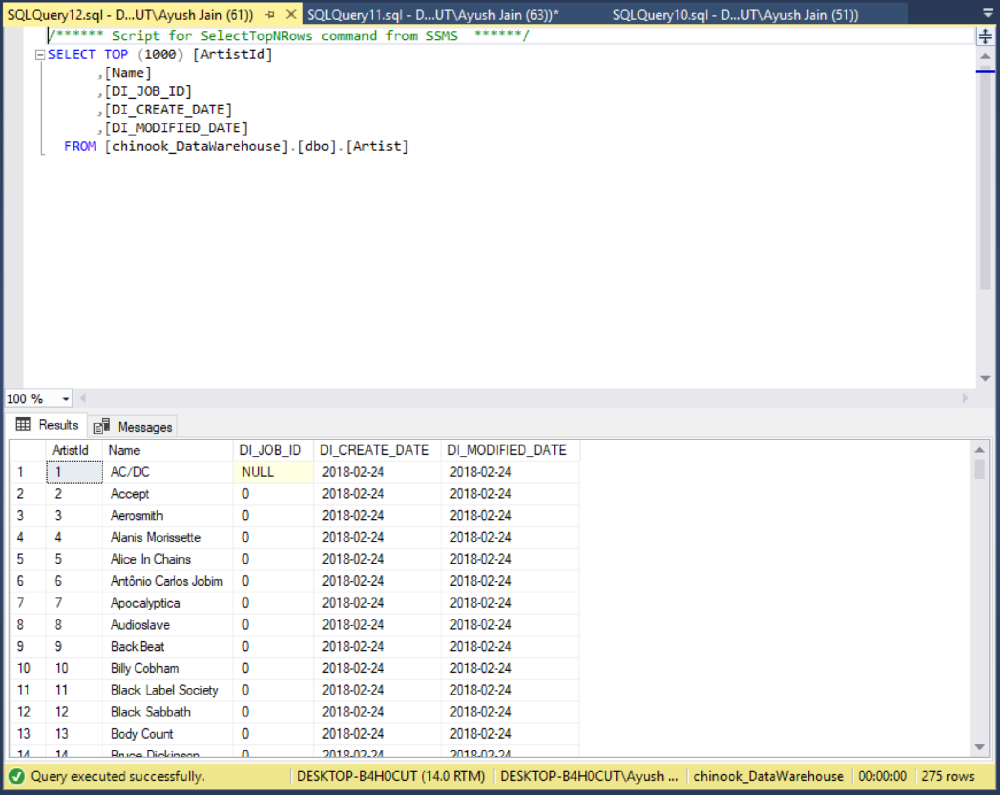 SQLQuery12.sql - D...UT\Ayush Jain (61)) SQLQuery11.sql - D...UT\Ayush Jain (63))* SQLQuery10.sql - D...UT\Ayush Jain (51))
/****** Script for SelectTopNRows command from SSMS  ******/
SELECT TOP (1000) [ArtistId]
,[Name]
,[DI_JOB_ID]
,[DI_CREATE_DATE]
,[DI_MODIFIED_DATE]
FROM [chinook_DataWarehouse].[dbo].[Artist]
100 %
Results Messages
ArtistId Name DI_JOB_ID DI_CREATE_DATE DI_MODIFIED_DATE
1 1 AC/DC NULL 2018-02-24 2018-02-24
2 2 Accept 0 2018-02-24 2018-02-24
3 3 Aerosmith 0 2018-02-24 2018-02-24
4 4 Alanis Morissette 0 2018-02-24 2018-02-24
5 5 Alice In Chains 0 2018-02-24 2018-02-24
6 6 Antônio Carlos Jobim 0 2018-02-24 2018-02-24
7 7 Apocalyptica 0 2018-02-24 2018-02-24
8 8 Audioslave 0 2018-02-24 2018-02-24
9 9 BackBeat 0 2018-02-24 2018-02-24
10 10 Billy Cobham 0 2018-02-24 2018-02-24
11 11 Black Label Society 0 2018-02-24 2018-02-24
12 12 Black Sabbath 0 2018-02-24 2018-02-24
13 13 Body Count 0 2018-02-24 2018-02-24
14 14 Bruce Dickinson 0 2018-02-24 2018-02-24
Query executed successfully. DESKTOP-B4H0CUT (14.0 RTM) DESKTOP-B4H0CUT\Ayush ... chinook_DataWarehouse 00:00:00 275 rows